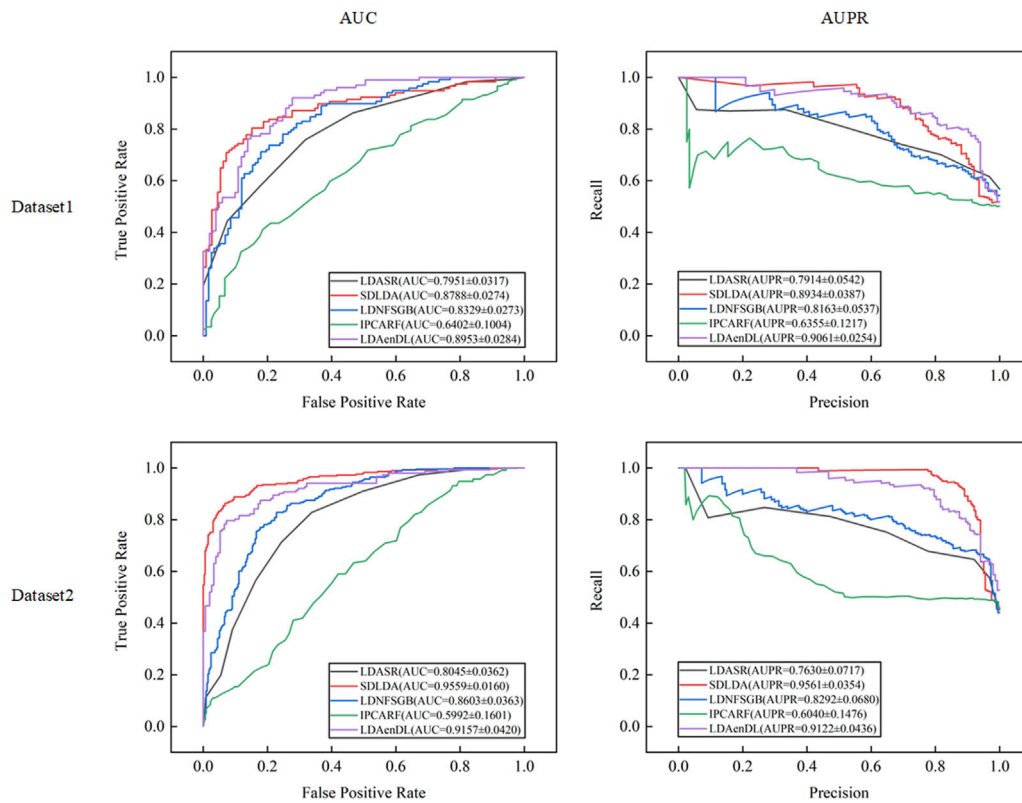 AUC
AUPR
Dataset1
True Positive Rate
1.0
0.8
0.6
0.4
0.2
0.0
LDASR(AUC=0.7951±0.0317)
SDLDA(AUC=0.8788±0.0274)
LDNFSGB(AUC=0.8329±0.0273)
IPCARF(AUC=0.6402±0.1004)
LDAenDL(AUC=0.8953±0.0284)
0.0 0.2 0.4 0.6 0.8 1.0
False Positive Rate
Recall
1.0
0.8
0.6
0.4
0.2
0.0
LDASR(AUPR=0.7914±0.0542)
SDLDA(AUPR=0.8934±0.0387)
LDNFSGB(AUPR=0.8163±0.0537)
IPCARF(AUPR=0.6355±0.1217)
LDAenDL(AUPR=0.9061±0.0254)
0.0 0.2 0.4 0.6 0.8 1.0
Precision
Dataset2
True Positive Rate
1.0
0.8
0.6
0.4
0.2
0.0
LDASR(AUC=0.8045±0.0362)
SDLDA(AUC=0.9559±0.0160)
LDNFSGB(AUC=0.8603±0.0363)
IPCARF(AUC=0.5992±0.1601)
LDAenDL(AUC=0.9157±0.0420)
0.0 0.2 0.4 0.6 0.8 1.0
False Positive Rate
Recall
1.0
0.8
0.6
0.4
0.2
0.0
LDASR(AUPR=0.7630±0.0717)
SDLDA(AUPR=0.9561±0.0354)
LDNFSGB(AUPR=0.8292±0.0680)
IPCARF(AUPR=0.6040±0.1476)
LDAenDL(AUPR=0.9122±0.0436)
0.0 0.2 0.4 0.6 0.8 1.0
Precision